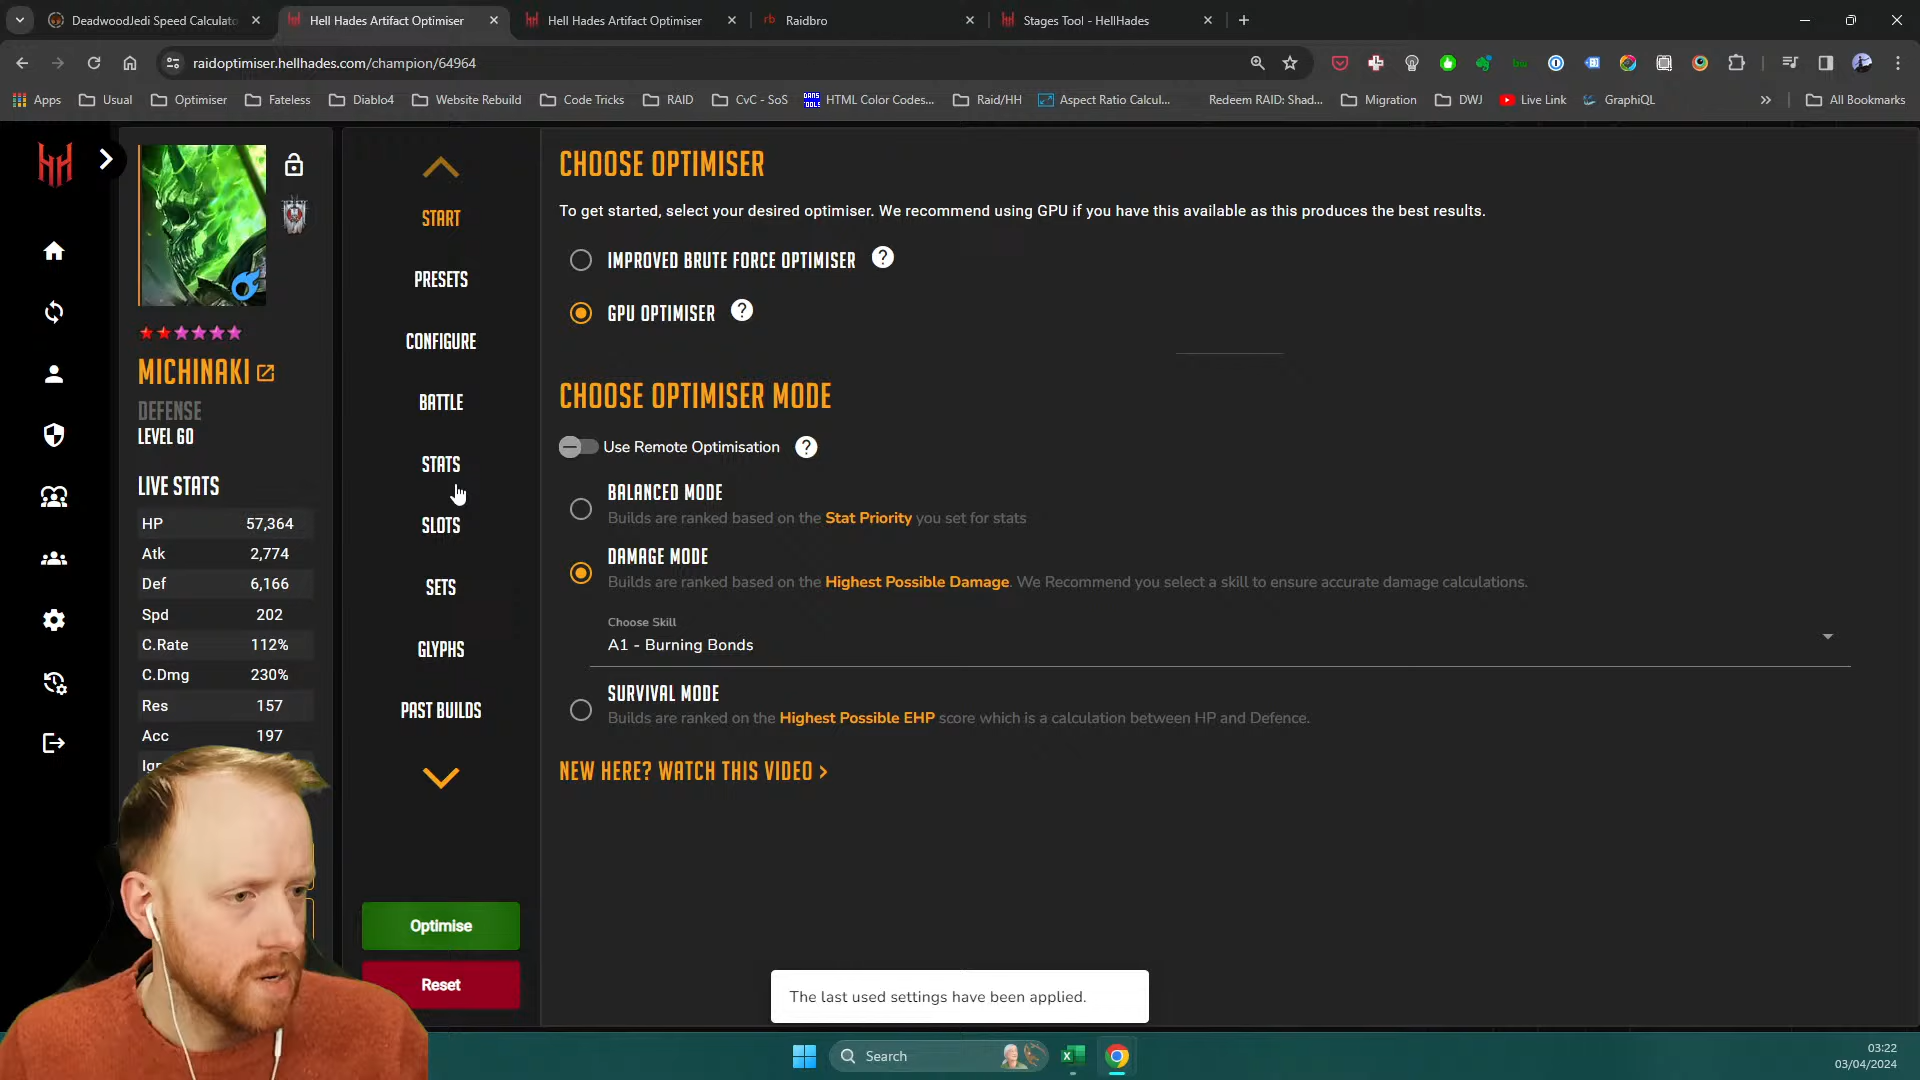 DeadwoodJedi Speed Calculato
Hell Hades Artifact Optimiser
Hell Hades Artifact Optimiser
rb Raidbro
Stages Tool - HellHades
raidoptimiser.hellhades.com/champion/64964
Apps
Usual
Optimiser
Fateless
Diablo4
Website Rebuild
Code Tricks
RAID
CvC - SoS
HTML Color Codes...
Raid/HH
Aspect Ratio Calcul...
Redeem RAID: Shad...
Migration
DWJ
Live Link
GraphiQL
All Bookmarks
MICHINAKI
DEFENSE
LEVEL 60
LIVE STATS
HP 57,364
Atk 2,774
Def 6,166
Spd 202
C.Rate 112%
C.Dmg 230%
Res 157
Acc 197
START
PRESETS
CONFIGURE
BATTLE
STATS
SLOTS
SETS
GLYPHS
PAST BUILDS
Optimise
Reset
CHOOSE OPTIMISER
To get started, select your desired optimiser. We recommend using GPU if you have this available as this produces the best results.
IMPROVED BRUTE FORCE OPTIMISER ?
GPU OPTIMISER ?
CHOOSE OPTIMISER MODE
Use Remote Optimisation ?
BALANCED MODE
Builds are ranked based on the Stat Priority you set for stats
DAMAGE MODE
Builds are ranked based on the Highest Possible Damage. We Recommend you select a skill to ensure accurate damage calculations.
Choose Skill
A1 - Burning Bonds
SURVIVAL MODE
Builds are ranked on the Highest Possible EHP score which is a calculation between HP and Defence.
NEW HERE? WATCH THIS VIDEO >
The last used settings have been applied.
Search
03:22
03/04/2024